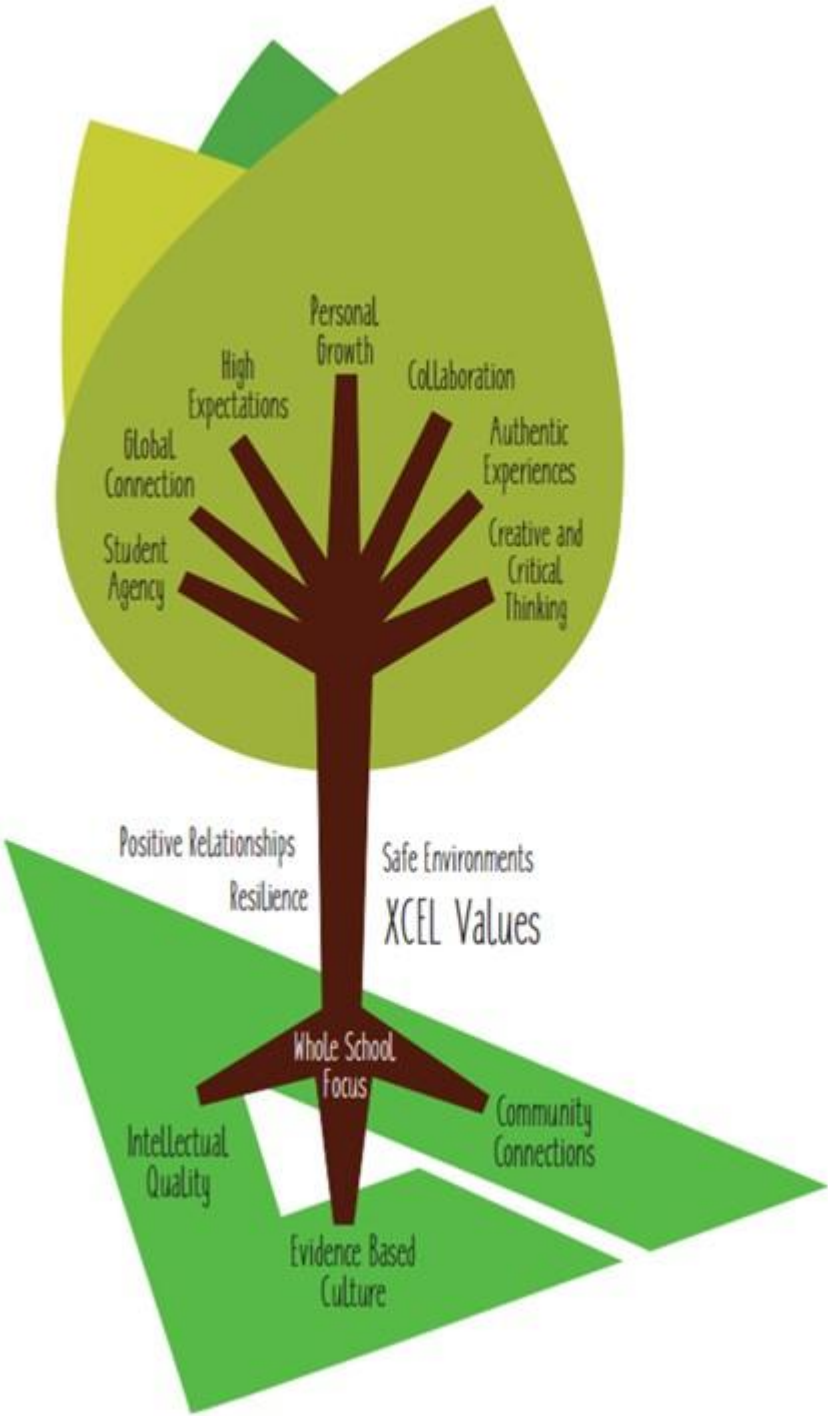 Personal
Growth
High
Expectations
Collaboration
Global
Connection
Authentic
Experiences
Student
Agency
Creative and
Critical
Thinking
Positive Relationships
Resilience
Safe Environments
XCEL Values
Whole School
Focus
Intellectual
Quality
Community
Connections
Evidence Based
Culture